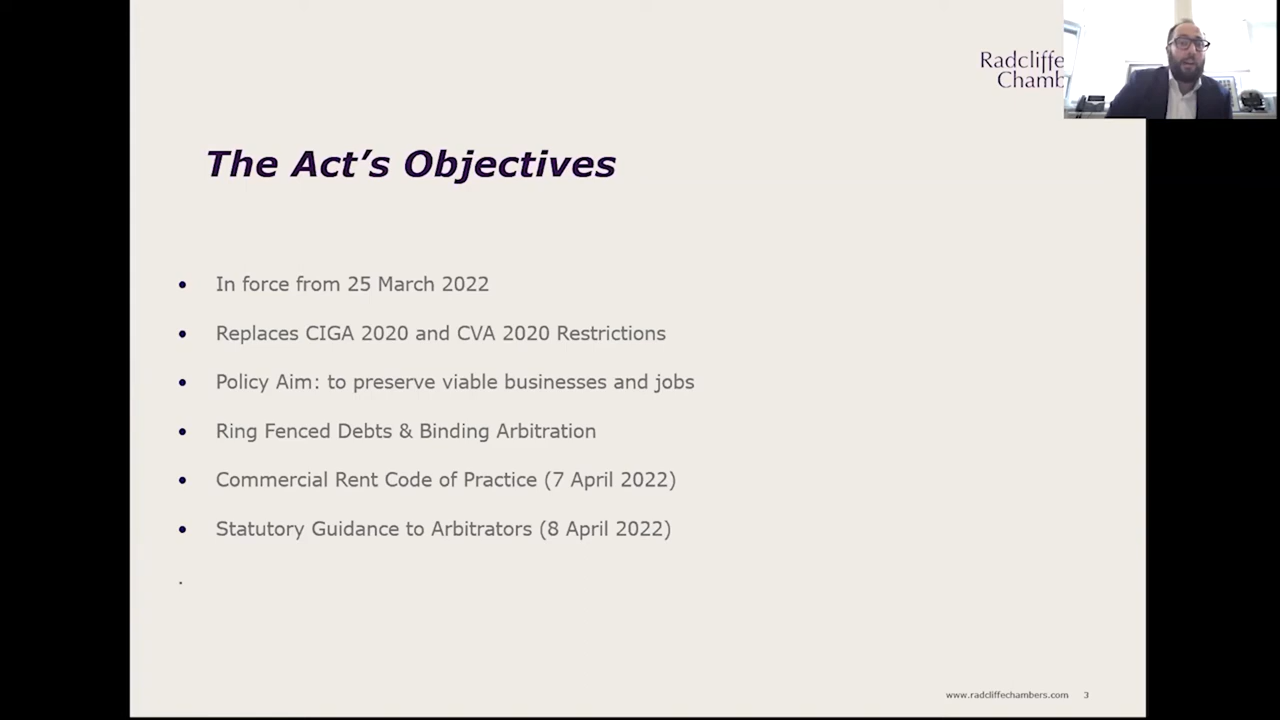 Radcliffe
Chamb
The Act’s Objectives
• In force from 25 March 2022
• Replaces CIGA 2020 and CVA 2020 Restrictions
• Policy Aim: to preserve viable businesses and jobs
• Ring Fenced Debts & Binding Arbitration
• Commercial Rent Code of Practice (7 April 2022)
• Statutory Guidance to Arbitrators (8 April 2022)
.
www.radcliffechambers.com 3